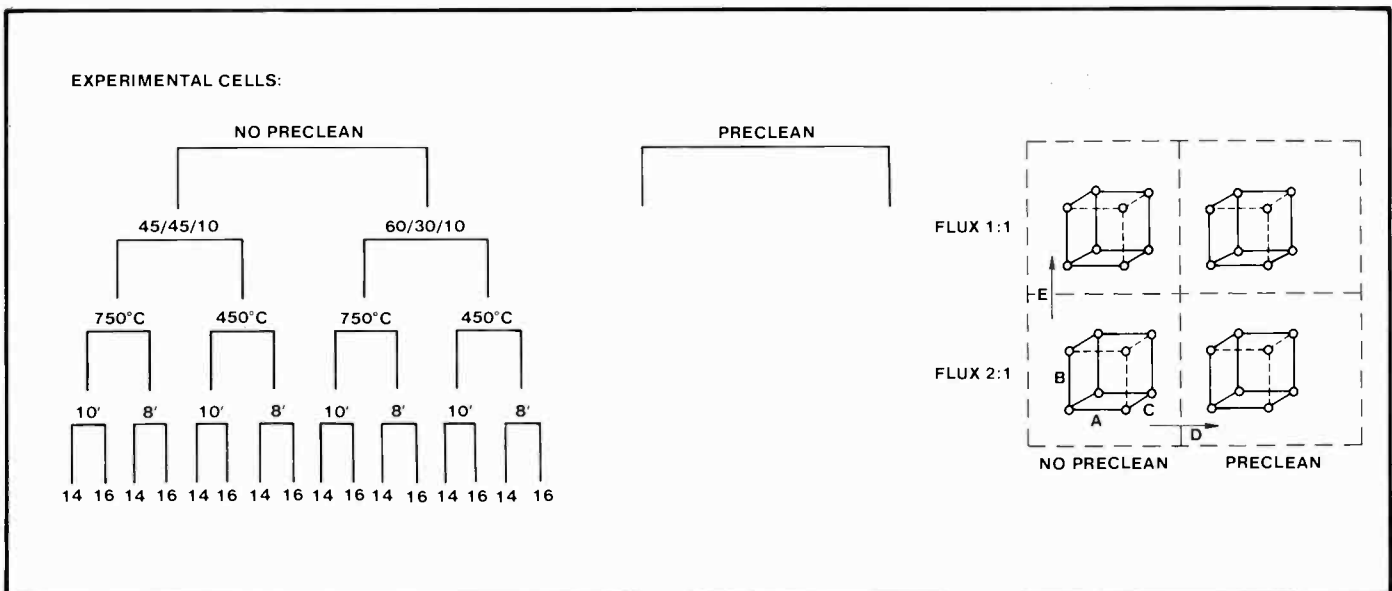 EXPERIMENTAL CELLS:
NO PRECLEAN
PRECLEAN
45/45/10 60/30/10
750°C 450°C 750°C 450°C
10' 8' 10' 8' 10' 8' 10' 8'
14 16 14 16 14 16 14 16 14 16 14 16 14 16 14 16
FLUX 1:1
E
FLUX 2:1
B
A
C
D
NO PRECLEAN PRECLEAN